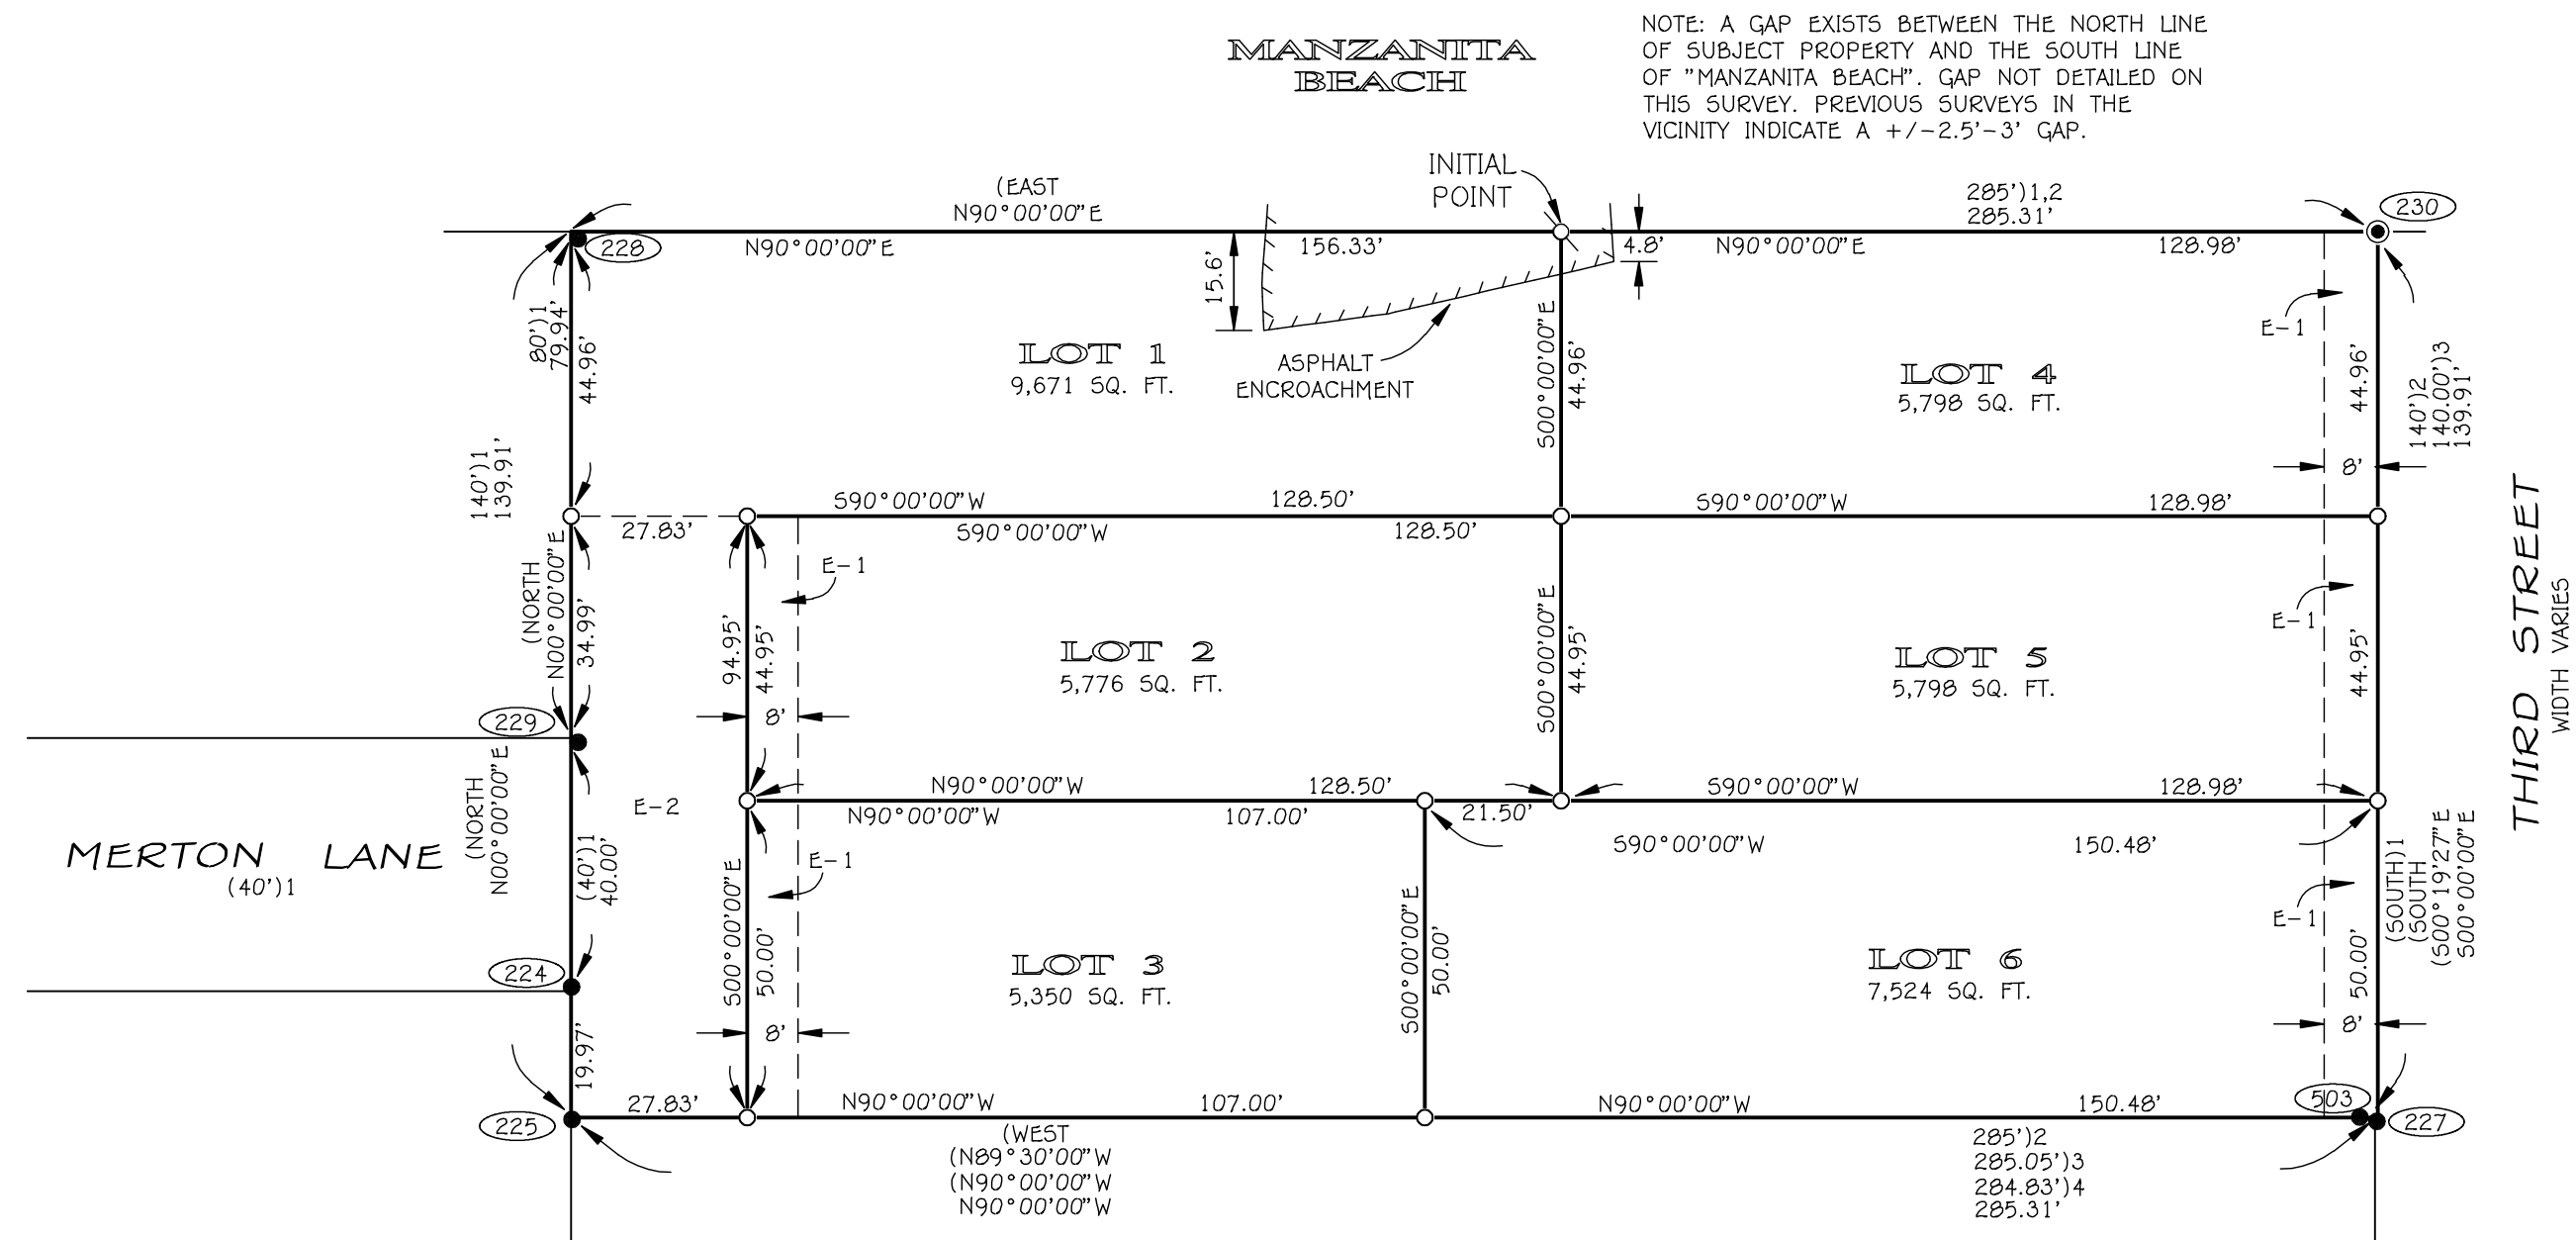 MANZANITA
BEACH
NOTE: A GAP EXISTS BETWEEN THE NORTH LINE
OF SUBJECT PROPERTY AND THE SOUTH LINE
OF "MANZANITA BEACH". GAP NOT DETAILED ON
THIS SURVEY. PREVIOUS SURVEYS IN THE
VICINITY INDICATE A +/-2.5'-3' GAP.
INITIAL
POINT
(EAST
N90°00'00"E
285')1,2
285.31'
230
228
N90°00'00"E
156.33'
4.8'
N90°00'00"E
128.98'
15.6'
80')1
79.94'
44.96'
LOT 1
9,671 SQ. FT.
ASPHALT
ENCROACHMENT
S00°00'00"E
44.96'
LOT 4
5,798 SQ. FT.
E-1
44.96'
8'
140')2
140.00')3
139.91'
140')1
139.91'
S90°00'00"W
128.50'
S90°00'00"W
128.98'
27.83'
S90°00'00"W
128.50'
(NORTH
N00°00'00"E
34.99'
94.95'
44.95'
E-1
8'
LOT 2
5,776 SQ. FT.
S00°00'00"E
44.95'
LOT 5
5,798 SQ. FT.
E-1
44.95'
THIRD STREET
WIDTH VARIES
229
N90°00'00"W
128.50'
S90°00'00"W
128.98'
E-2
N90°00'00"W
107.00'
21.50'
S90°00'00"W
150.48'
MERTON LANE
(40')1
(NORTH
N00°00'00"E
(40')1
40.00'
S00°00'00"E
50.00'
E-1
8'
LOT 3
5,350 SQ. FT.
S00°00'00"E
50.00'
LOT 6
7,524 SQ. FT.
E-1
50.00'
8'
(SOUTH)1
(SOUTH
(S00°19'27"E
S00°00'00"E
224
19.97'
225
27.83'
N90°00'00"W
107.00'
N90°00'00"W
150.48'
503
227
(WEST
(N89°30'00"W
(N90°00'00"W
N90°00'00"W
285')2
285.05')3
284.83')4
285.31'